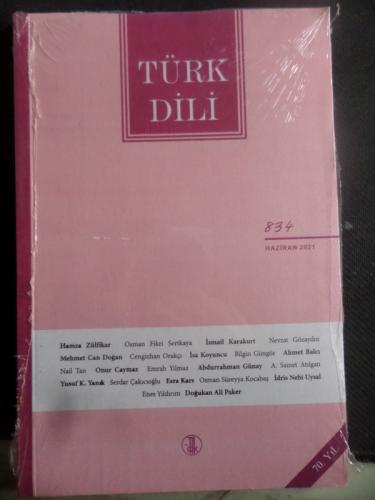 TÜRK
DİLİ
834
HAZİRAN 2021
Hamza Zülfikar Osman Fikri Sertkaya İsmail Karakurt Nevzat Gözaydın
Mehmet Can Doğan Cengizhan Orakçı İsa Koyuncu Bilgin Güngör Ahmet Balcı
Nail Tan Onur Caymaz Emrah Yılmaz Abdurrahman Günay A. Samet Atılgan
Yusuf K. Yanık Serdar Çakıcıoğlu Esra Kars Osman Süreyya Kocabaş İdris Nebi Uysal
Enes Yıldırım Doğukan Ali Paker
70. Yıl